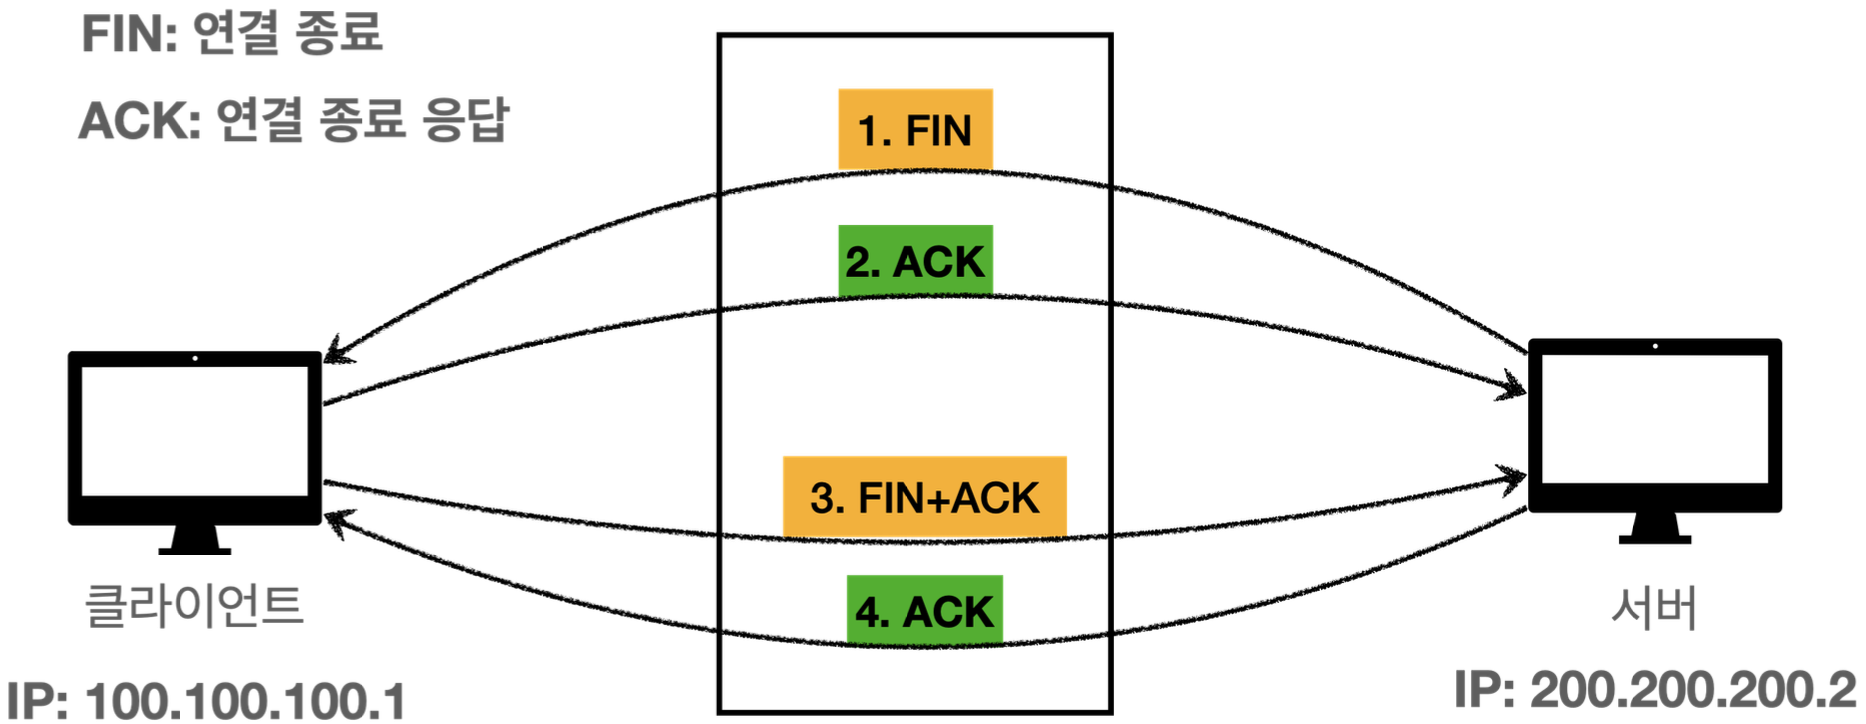 FIN: 연결 종료
ACK: 연결 종료 응답
1. FIN
2. ACK
3. FIN+ACK
4. ACK
클라이언트
서버
IP: 100.100.100.1
IP: 200.200.200.2